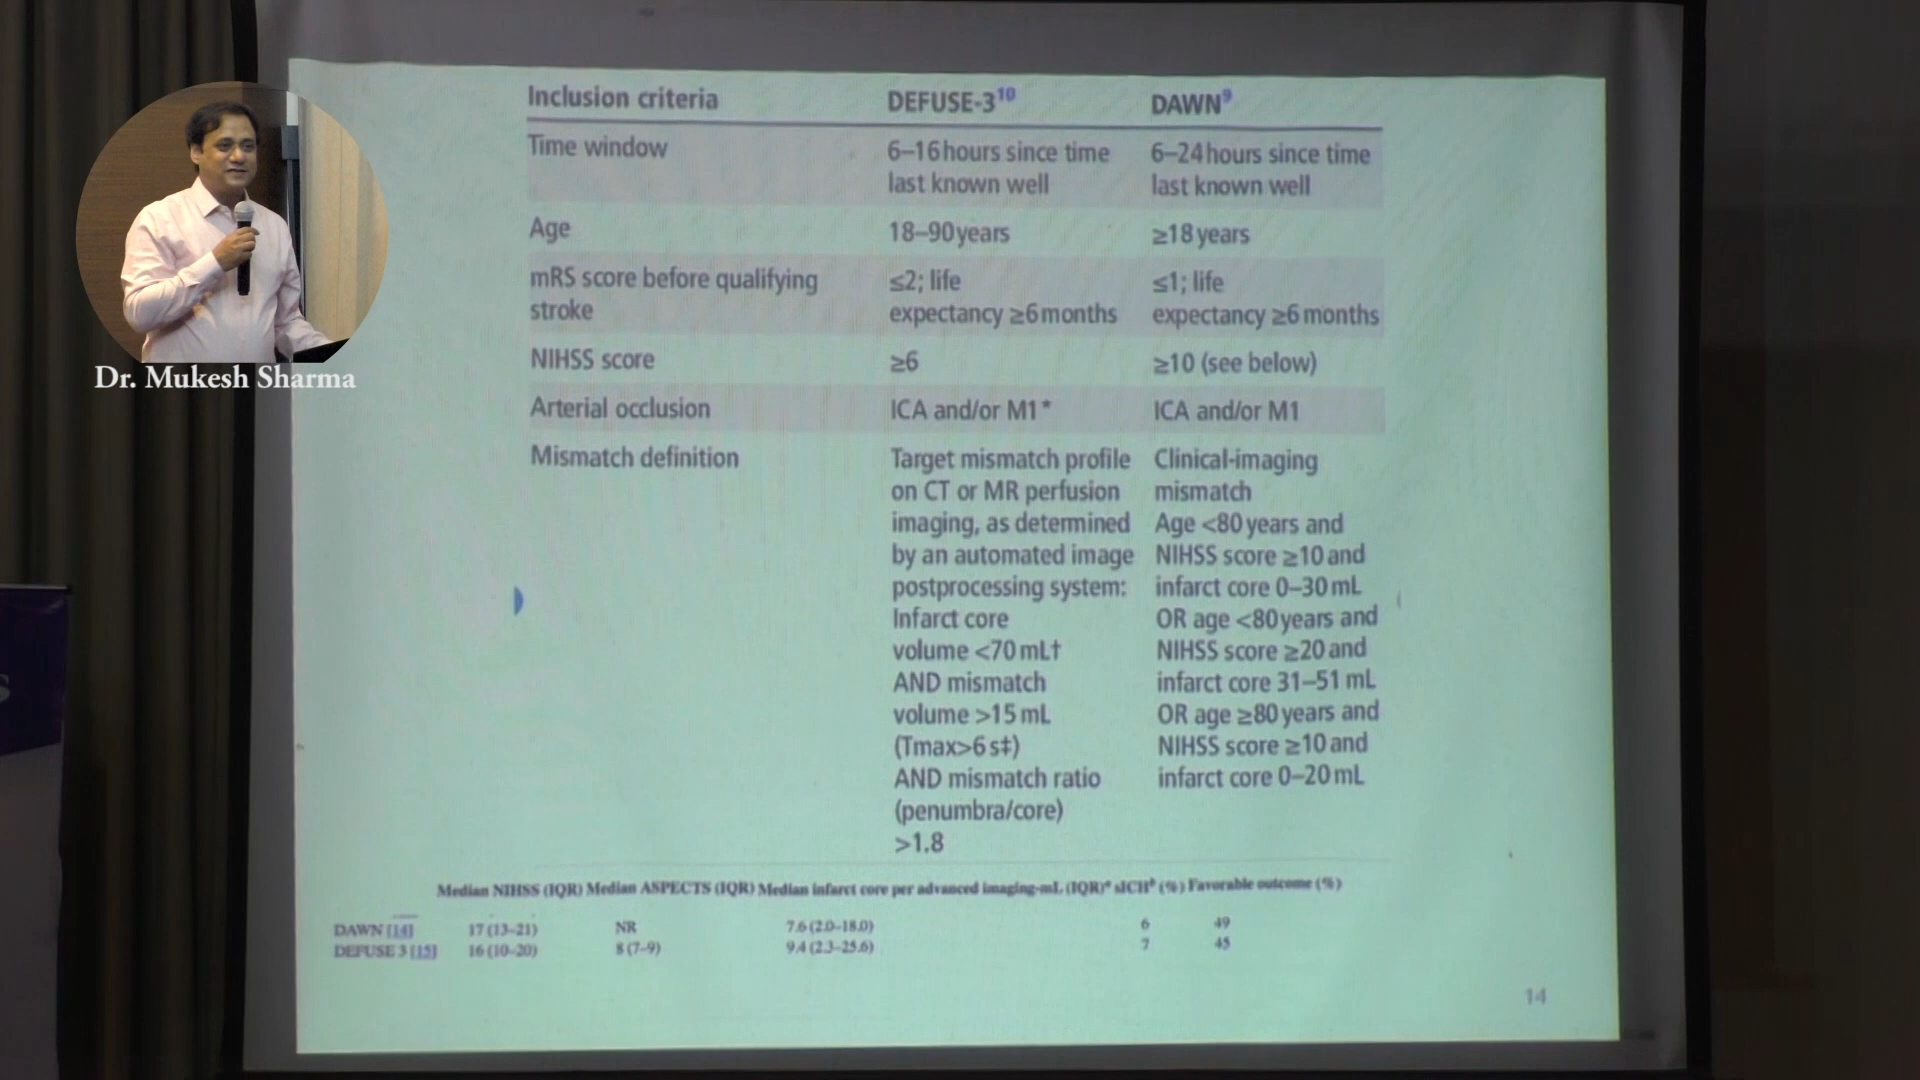 Inclusion criteria DEFUSE-3¹⁰ DAWN⁹
Time window 6–16 hours since time 6–24 hours since time
last known well last known well
Age 18–90 years ≥18 years
mRS score before qualifying ≤2; life ≤1; life
stroke expectancy ≥6 months expectancy ≥6 months
NIHSS score ≥6 ≥10 (see below)
Arterial occlusion ICA and/or M1* ICA and/or M1
Mismatch definition Target mismatch profile Clinical-imaging
on CT or MR perfusion mismatch
imaging, as determined Age <80 years and
by an automated image NIHSS score ≥10 and
postprocessing system: infarct core 0–30 mL
Infarct core OR age <80 years and
volume <70 mL† NIHSS score ≥20 and
AND mismatch infarct core 31–51 mL
volume >15 mL OR age ≥80 years and
(Tmax>6 s‡) NIHSS score ≥10 and
AND mismatch ratio infarct core 0–20 mL
(penumbra/core)
>1.8
Median NIHSS (IQR) Median ASPECTS (IQR) Median infarct core per advanced imaging-mL (IQR)ᵃ sICHᵇ (%) Favorable outcome (%)
DAWN [14] 17 (13–21) NR 7.6 (2.0–18.0) 6 49
DEFUSE 3 [15] 16 (10–20) 8 (7–9) 9.4 (2.3–25.6) 7 45
14
Dr. Mukesh Sharma
S